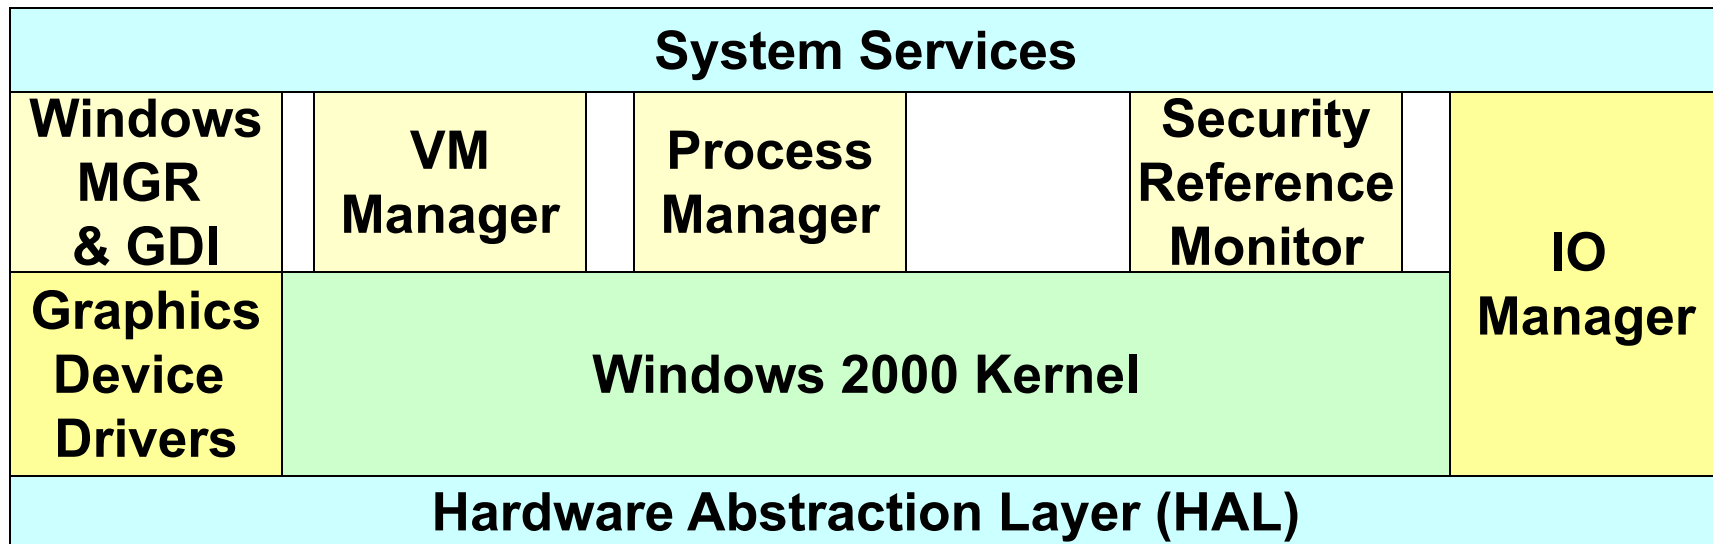 System Services
Windows
MGR
& GDI
VM
Manager
Process
Manager
Security
Reference
Monitor
IO
Manager
Graphics
Device
Drivers
Windows 2000 Kernel
Hardware Abstraction Layer (HAL)